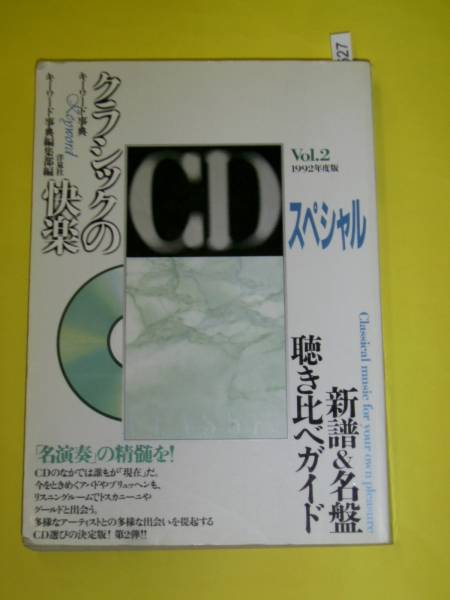 527
キーワード事典
Keyword
キーワード事典編集部編
洋泉社
クラシックの
快楽
CD
Vol.2
1992年度版
スペシャル
Classical music for your own pleasure
新譜&名盤
聴き比べガイド
「名演奏」の精髄を!
CDのなかでは誰もが「現在」だ。
今をときめくアバドやブリュッヘンも、
リスニングルームでトスカニーニや
グールドと出会う。
多様なアーティストとの多様な出会いを提起する
CD選びの決定版!第2弾!!